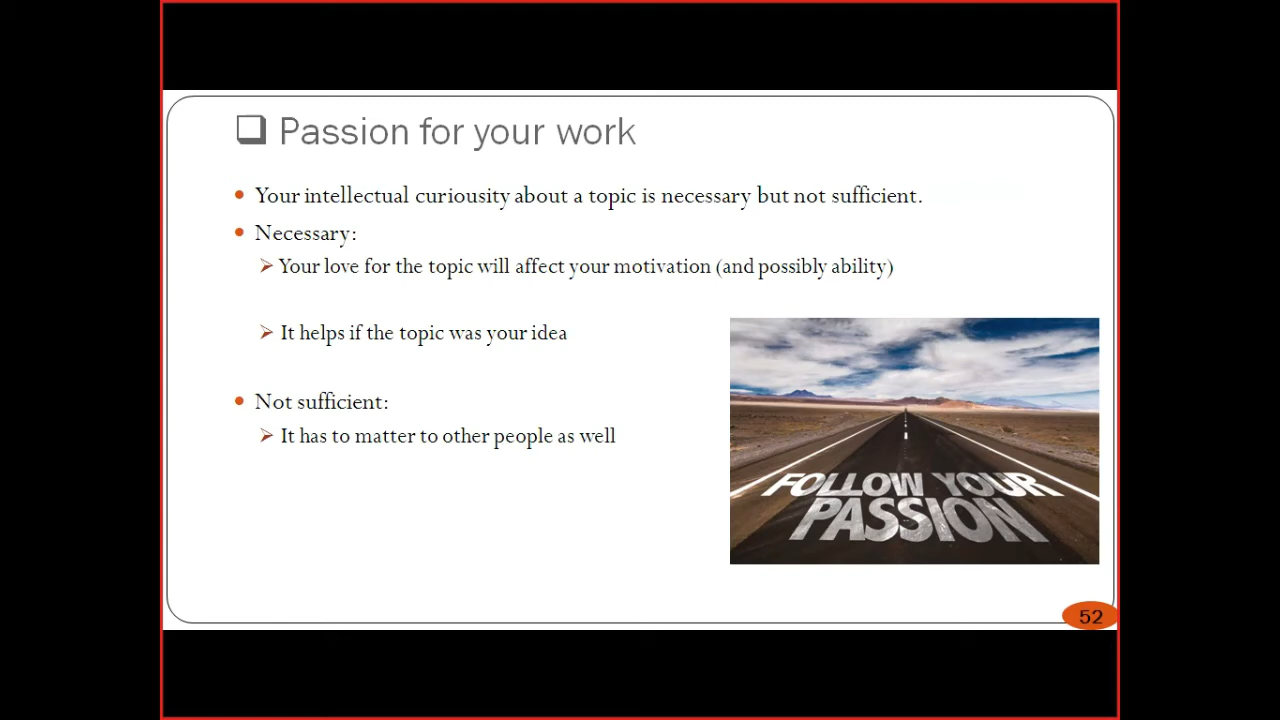 Passion for your work
Your intellectual curiousity about a topic is necessary but not sufficient.
Necessary:
Your love for the topic will affect your motivation (and possibly ability)
It helps if the topic was your idea
Not sufficient:
It has to matter to other people as well
FOLLOW YOUR
PASSION
52